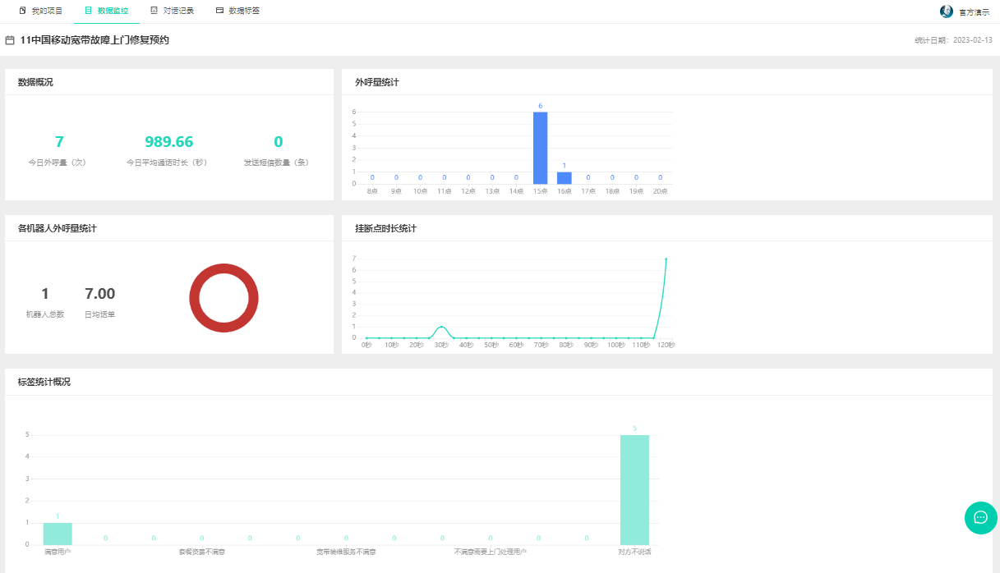 我的项目 数据监控 对话记录 数据标签 官方演示
11中国移动宽带故障上门修复预约 统计日期：2023-02-13
数据概况
7 989.66 0
今日外呼量（次） 今日平均通话时长（秒） 发送短信数量（条）
外呼量统计
6
6
5
4
3
2
1
1
0 0 0 0 0 0 0 0 0 0 0 0
8点 9点 10点 11点 12点 13点 14点 15点 16点 17点 18点 19点 20点
各机器人外呼量统计
1 7.00
机器人总数 日均话单
挂断点时长统计
7
6
5
4
3
2
1
0
0秒 10秒 20秒 30秒 40秒 50秒 60秒 70秒 80秒 90秒 100秒 110秒 120秒
标签统计概况
5
5
4
3
2
1
1
0 0 0 0 0 0 0 0 0 0 0 0
满意用户 套餐资费不满意 宽带装维服务不满意 不满意需要上门处理用户 对方不说话